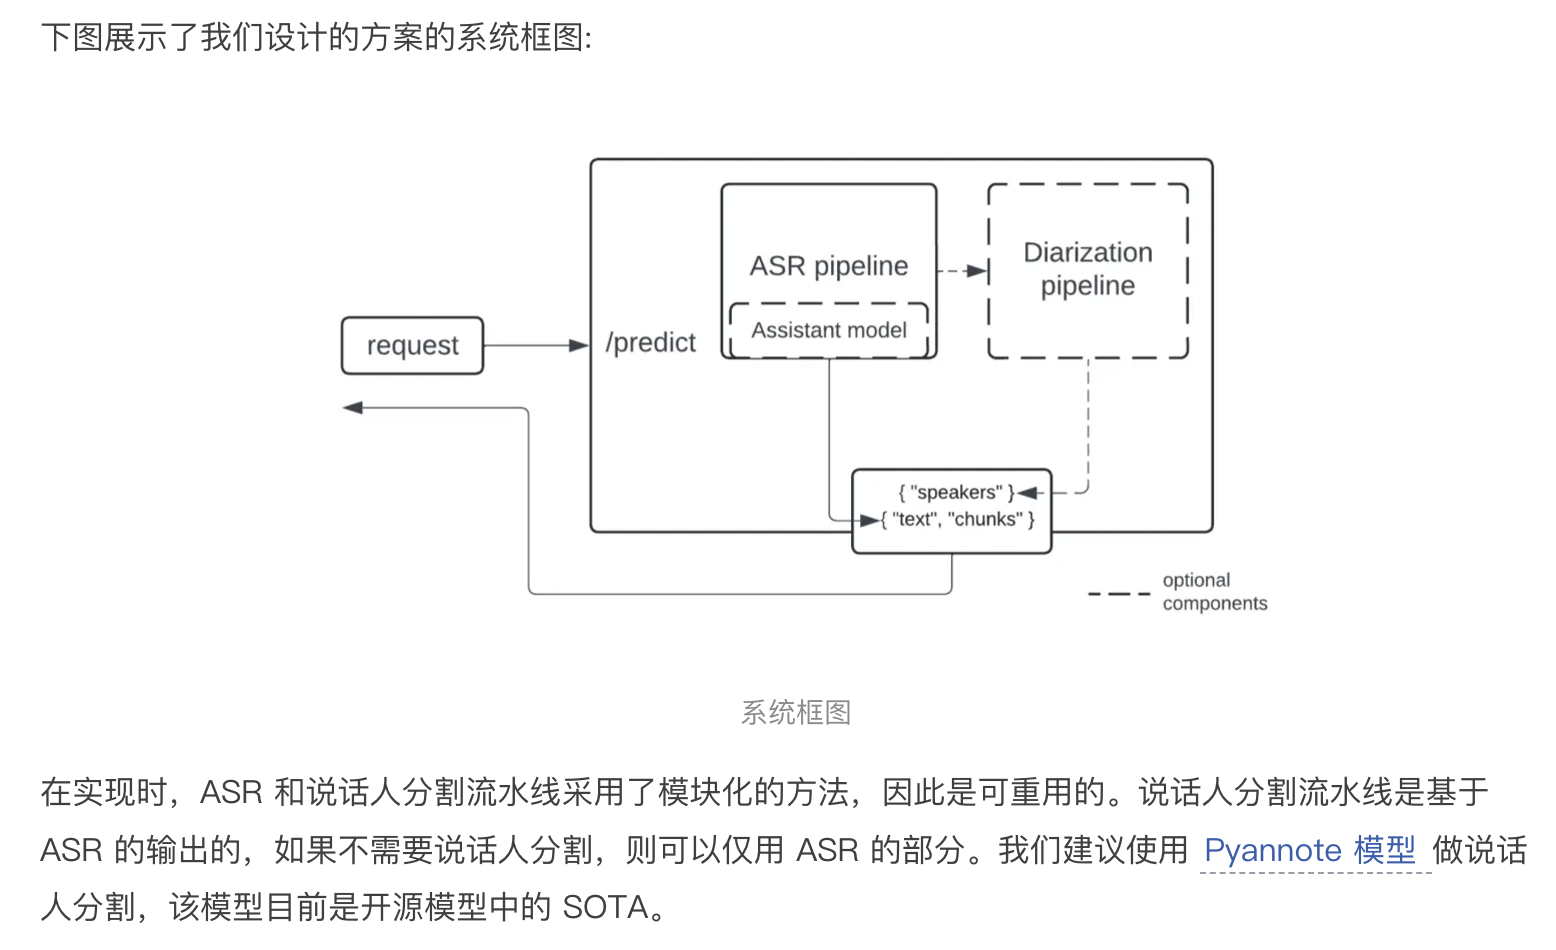 下图展示了我们设计的方案的系统框图:
ASR pipeline
Assistant model
Diarization
pipeline
request
/predict
{ "speakers" }
{ "text", "chunks" }
optional
components
系统框图
在实现时，ASR 和说话人分割流水线采用了模块化的方法，因此是可重用的。说话人分割流水线是基于
ASR 的输出的，如果不需要说话人分割，则可以仅用 ASR 的部分。我们建议使用 Pyannote 模型 做说话
人分割，该模型目前是开源模型中的 SOTA。